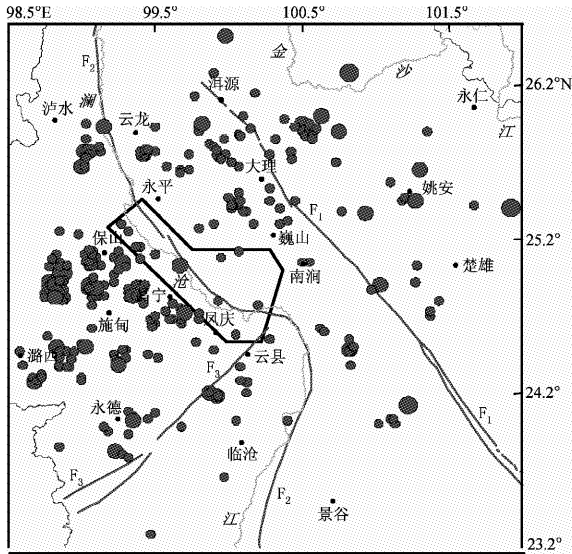 98.5°E 99.5° 100.5° 101.5°
F₂
金
洱源
沙
26.2°N
澜
永仁
泸水
云龙
江
大理
姚安
永平
F₁
保山
巍山
25.2°
沧
南涧
楚雄
宁
施甸
凤庆
潞西
云县
F₃
24.2°
永德
F₁
临沧
F₃
F₂
江
景谷
23.2°